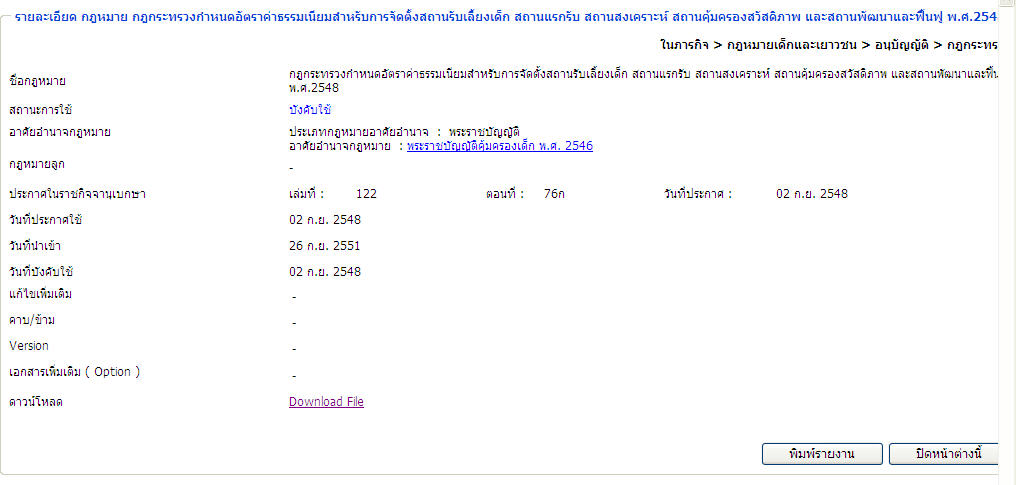 รายละเอียด กฎหมาย กฎกระทรวงกำหนดอัตราค่าธรรมเนียมสำหรับการจัดตั้งสถานรับเลี้ยงเด็ก สถานแรกรับ สถานสงเคราะห์ สถานคุ้มครองสวัสดิภาพ และสถานพัฒนาและฟื้นฟู พ.ศ.254
ในภารกิจ > กฎหมายเด็กและเยาวชน > อนุบัญญัติ > กฎกระทร
ชื่อกฎหมาย กฎกระทรวงกำหนดอัตราค่าธรรมเนียมสำหรับการจัดตั้งสถานรับเลี้ยงเด็ก สถานแรกรับ สถานสงเคราะห์ สถานคุ้มครองสวัสดิภาพ และสถานพัฒนาและฟื้น
พ.ศ.2548
สถานะการใช้ บังคับใช้
อาศัยอำนาจกฎหมาย ประเภทกฎหมายอาศัยอำนาจ : พระราชบัญญัติ
อาศัยอำนาจกฎหมาย : พระราชบัญญัติคุ้มครองเด็ก พ.ศ. 2546
กฎหมายลูก -
ประกาศในราชกิจจานุเบกษา เล่มที่ : 122 ตอนที่ : 76ก วันที่ประกาศ : 02 ก.ย. 2548
วันที่ประกาศใช้ 02 ก.ย. 2548
วันที่นำเข้า 26 ก.ย. 2551
วันที่บังคับใช้ 02 ก.ย. 2548
แก้ไขเพิ่มเติม -
คาบ/ข้าม -
Version -
เอกสารเพิ่มเติม ( Option ) -
ดาวน์โหลด Download File
พิมพ์รายงาน ปิดหน้าต่างนี้